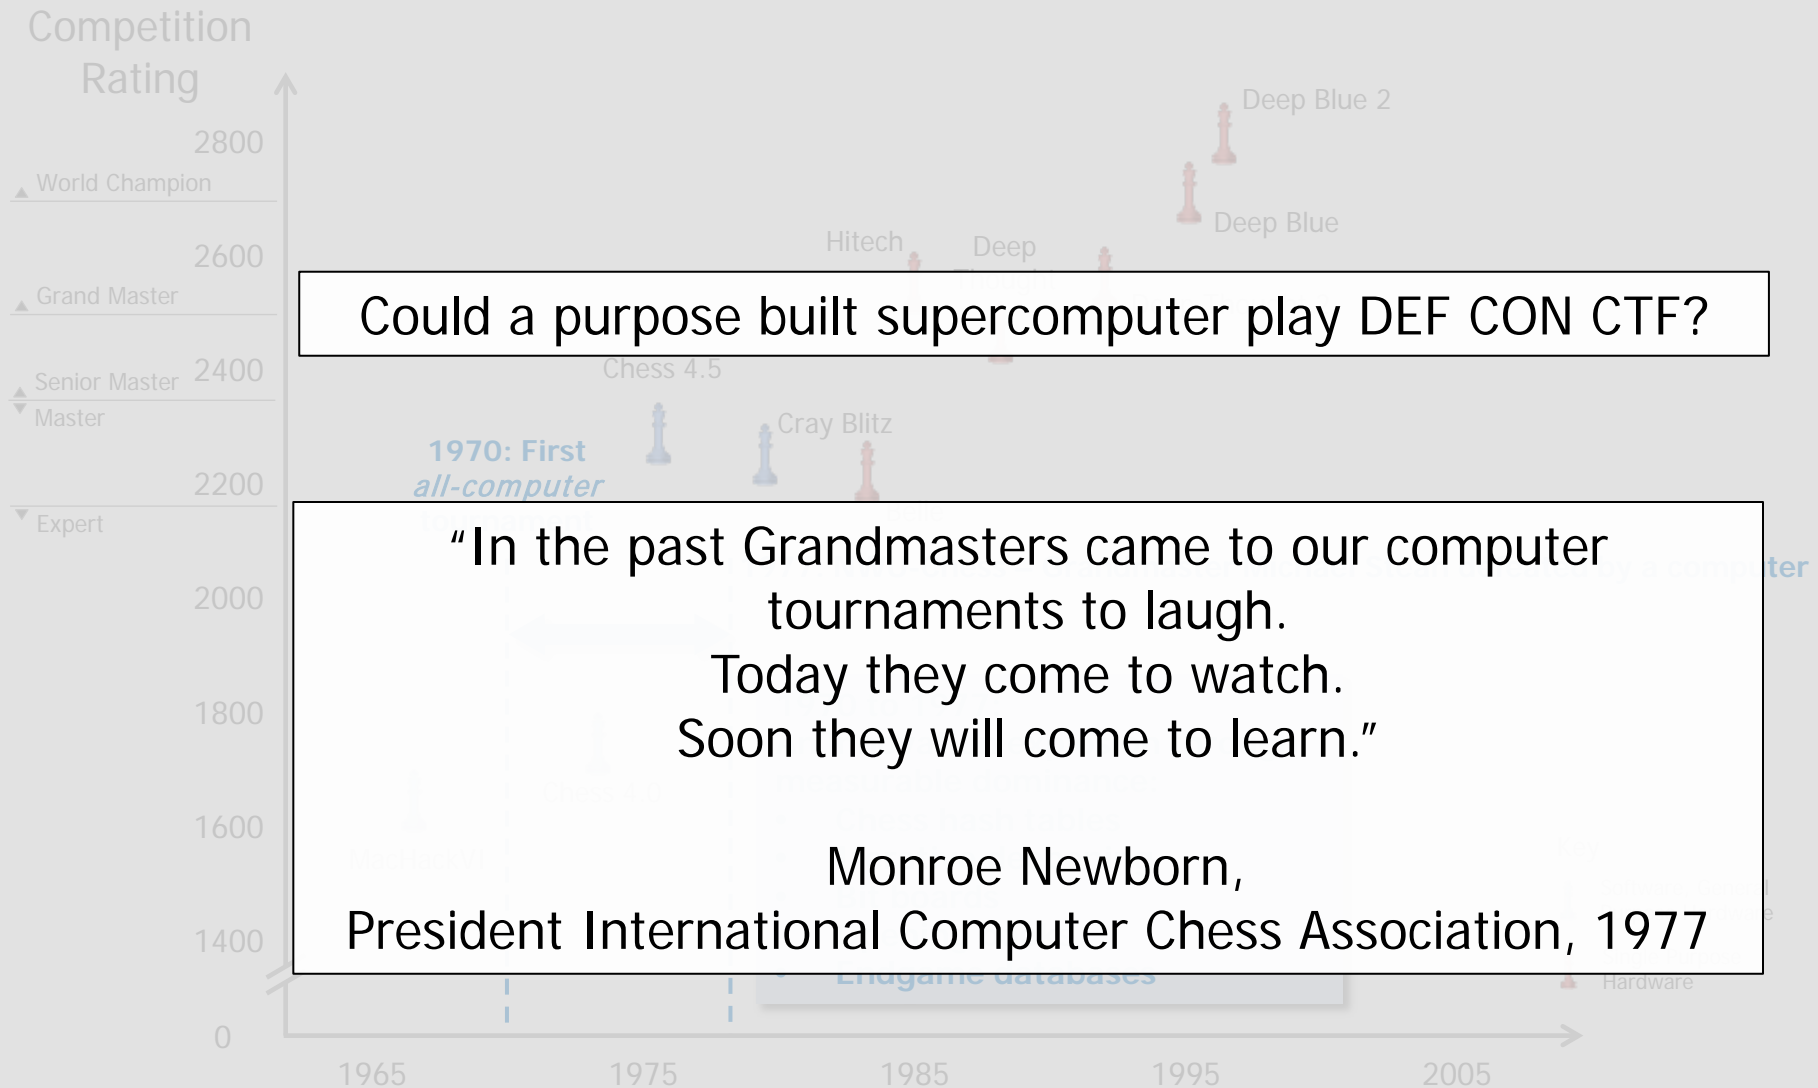 Competition
Rating
2800
World Champion
2600
Grand Master
Senior Master
2400
Master
2200
Expert
2000
1800
1600
1400
0
1965
1975
1985
1995
2005
Deep Blue 2
Deep Blue
Hitech
Deep
Could a purpose built supercomputer play DEF CON CTF?
Chess 4.5
Cray Blitz
1970: First
all-computer
by a computer
“In the past Grandmasters came to our computer
tournaments to laugh.
Today they come to watch.
Soon they will come to learn.”
Monroe Newborn,
President International Computer Chess Association, 1977
Endgame databases
Hardware